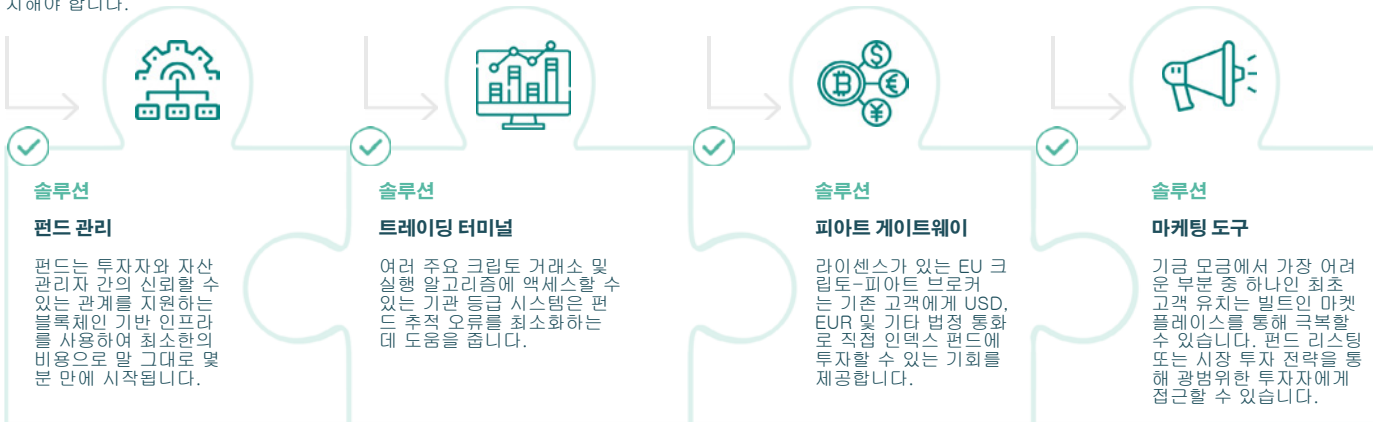 지해야 합니다.
솔루션
펀드 관리
펀드는 투자자와 자산
관리자 간의 신뢰할 수
있는 관계를 지원하는
블록체인 기반 인프라
를 사용하여 최소한의
비용으로 말 그대로 몇
분 만에 시작됩니다.
솔루션
트레이딩 터미널
여러 주요 크립토 거래소 및
실행 알고리즘에 액세스할 수
있는 기관 등급 시스템은 펀
드 추적 오류를 최소화하는
데 도움을 줍니다.
솔루션
피아트 게이트웨이
라이센스가 있는 EU 크
립토-피아트 브로커
는 기존 고객에게 USD,
EUR 및 기타 법정 통화
로 직접 인덱스 펀드에
투자할 수 있는 기회를
제공합니다.
솔루션
마케팅 도구
기금 모금에서 가장 어려
운 부분 중 하나인 최초
고객 유치는 빌트인 마켓
플레이스를 통해 극복할
수 있습니다. 펀드 리스팅
또는 시장 투자 전략을 통
해 광범위한 투자자에게
접근할 수 있습니다.